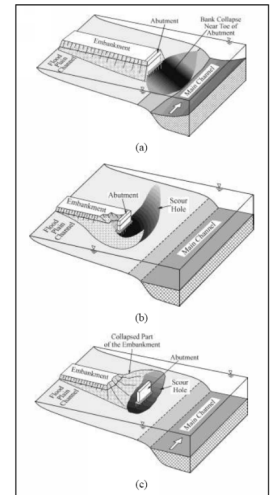 Abutment
Bank Collapse
Near Toe of
Abutment
Embankment
Flood Plain
Channel
Main Channel
(a)
Abutment
Scour
Hole
Embankment
Flood Plain
Channel
Main Channel
(b)
Collapsed Part
of the Embankment
Abutment
Embankment
Scour
Hole
Flood Plain
Channel
Main Channel
(c)